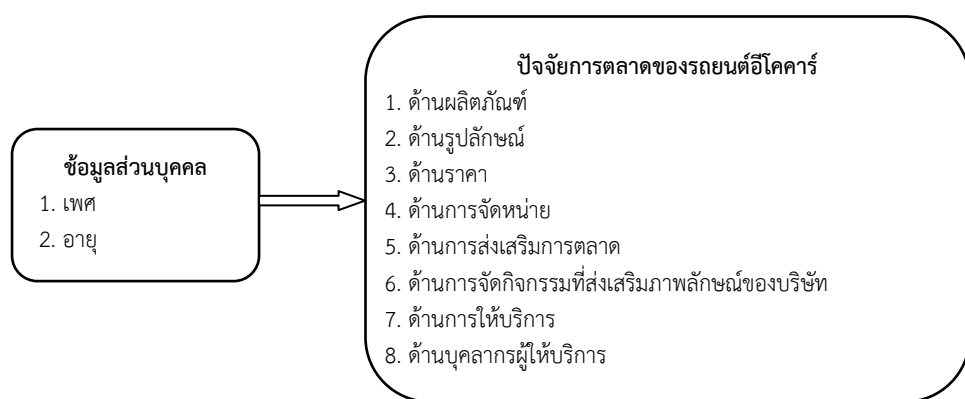 ข้อมูลส่วนบุคคล
1. เพศ
2. อายุ
ปัจจัยการตลาดของรถยนต์อีโคคาร์
1. ด้านผลิตภัณฑ์
2. ด้านรูปลักษณ์
3. ด้านราคา
4. ด้านการจัดหน่าย
5. ด้านการส่งเสริมการตลาด
6. ด้านการจัดกิจกรรมที่ส่งเสริมภาพลักษณ์ของบริษัท
7. ด้านการให้บริการ
8. ด้านบุคลากรผู้ให้บริการ